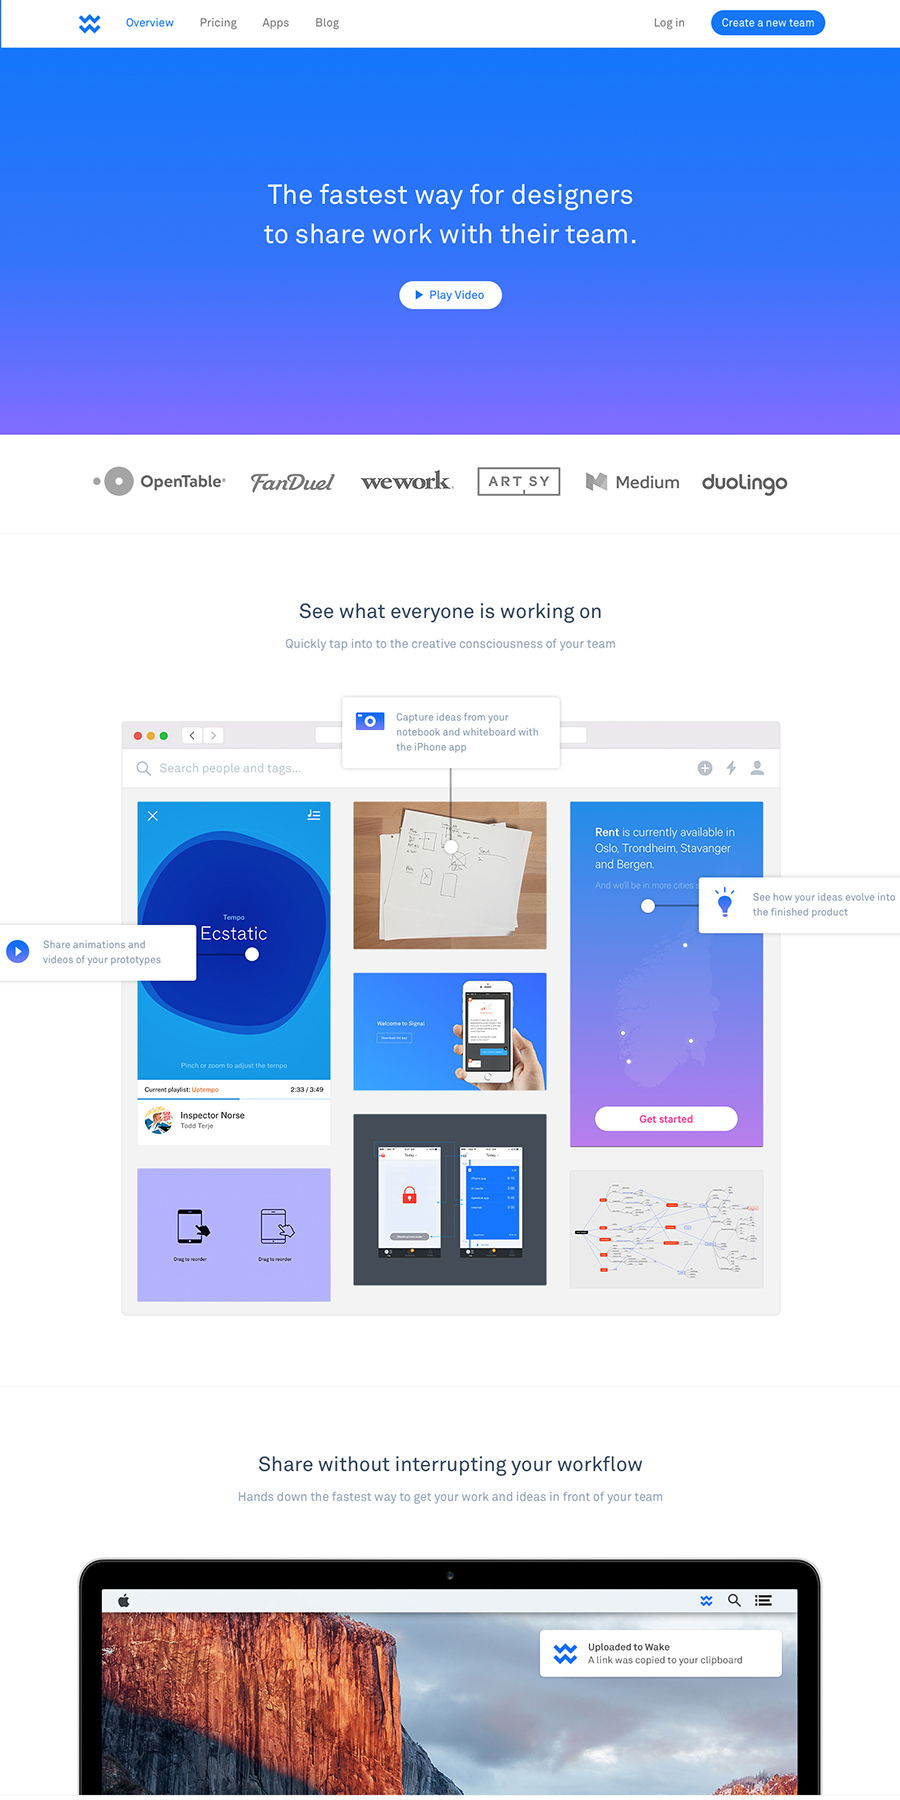 Overview
Pricing
Apps
Blog
Log in
Create a new team
The fastest way for designers
to share work with their team.
Play Video
OpenTable
FanDuel
wework
ARTSY
Medium
duolingo
See what everyone is working on
Quickly tap into to the creative consciousness of your team
Capture ideas from your
notebook and whiteboard with
the iPhone app
Search people and tags...
Tempo
Ecstatic
Share animations and
videos of your prototypes
Pinch or zoom to adjust the tempo
Current playlist: Uptempo
2:33 / 3:49
Inspector Norse
Todd Terje
Drag to reorder
Drag to reorder
Welcome to Signal
Download the app
Today
Today
Rent is currently available in
Oslo, Trondheim, Stavanger
and Bergen.
And we'll be in more cities
See how your ideas evolve into
the finished product
Get started
Share without interrupting your workflow
Hands down the fastest way to get your work and ideas in front of your team
Uploaded to Wake
A link was copied to your clipboard